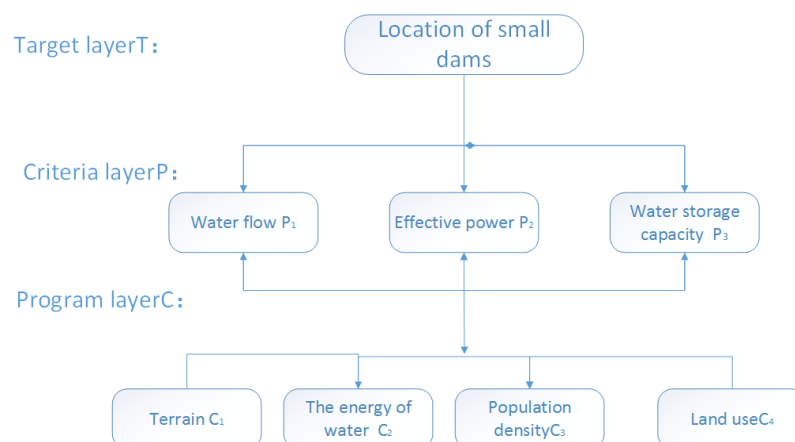 Location of small
dams
Target layerT：
Criteria layerP：
Water flow P₁
Effective power P₂
Water storage
capacity P₃
Program layerC：
Terrain C₁
The energy of
water C₂
Population
densityC₃
Land useC₄